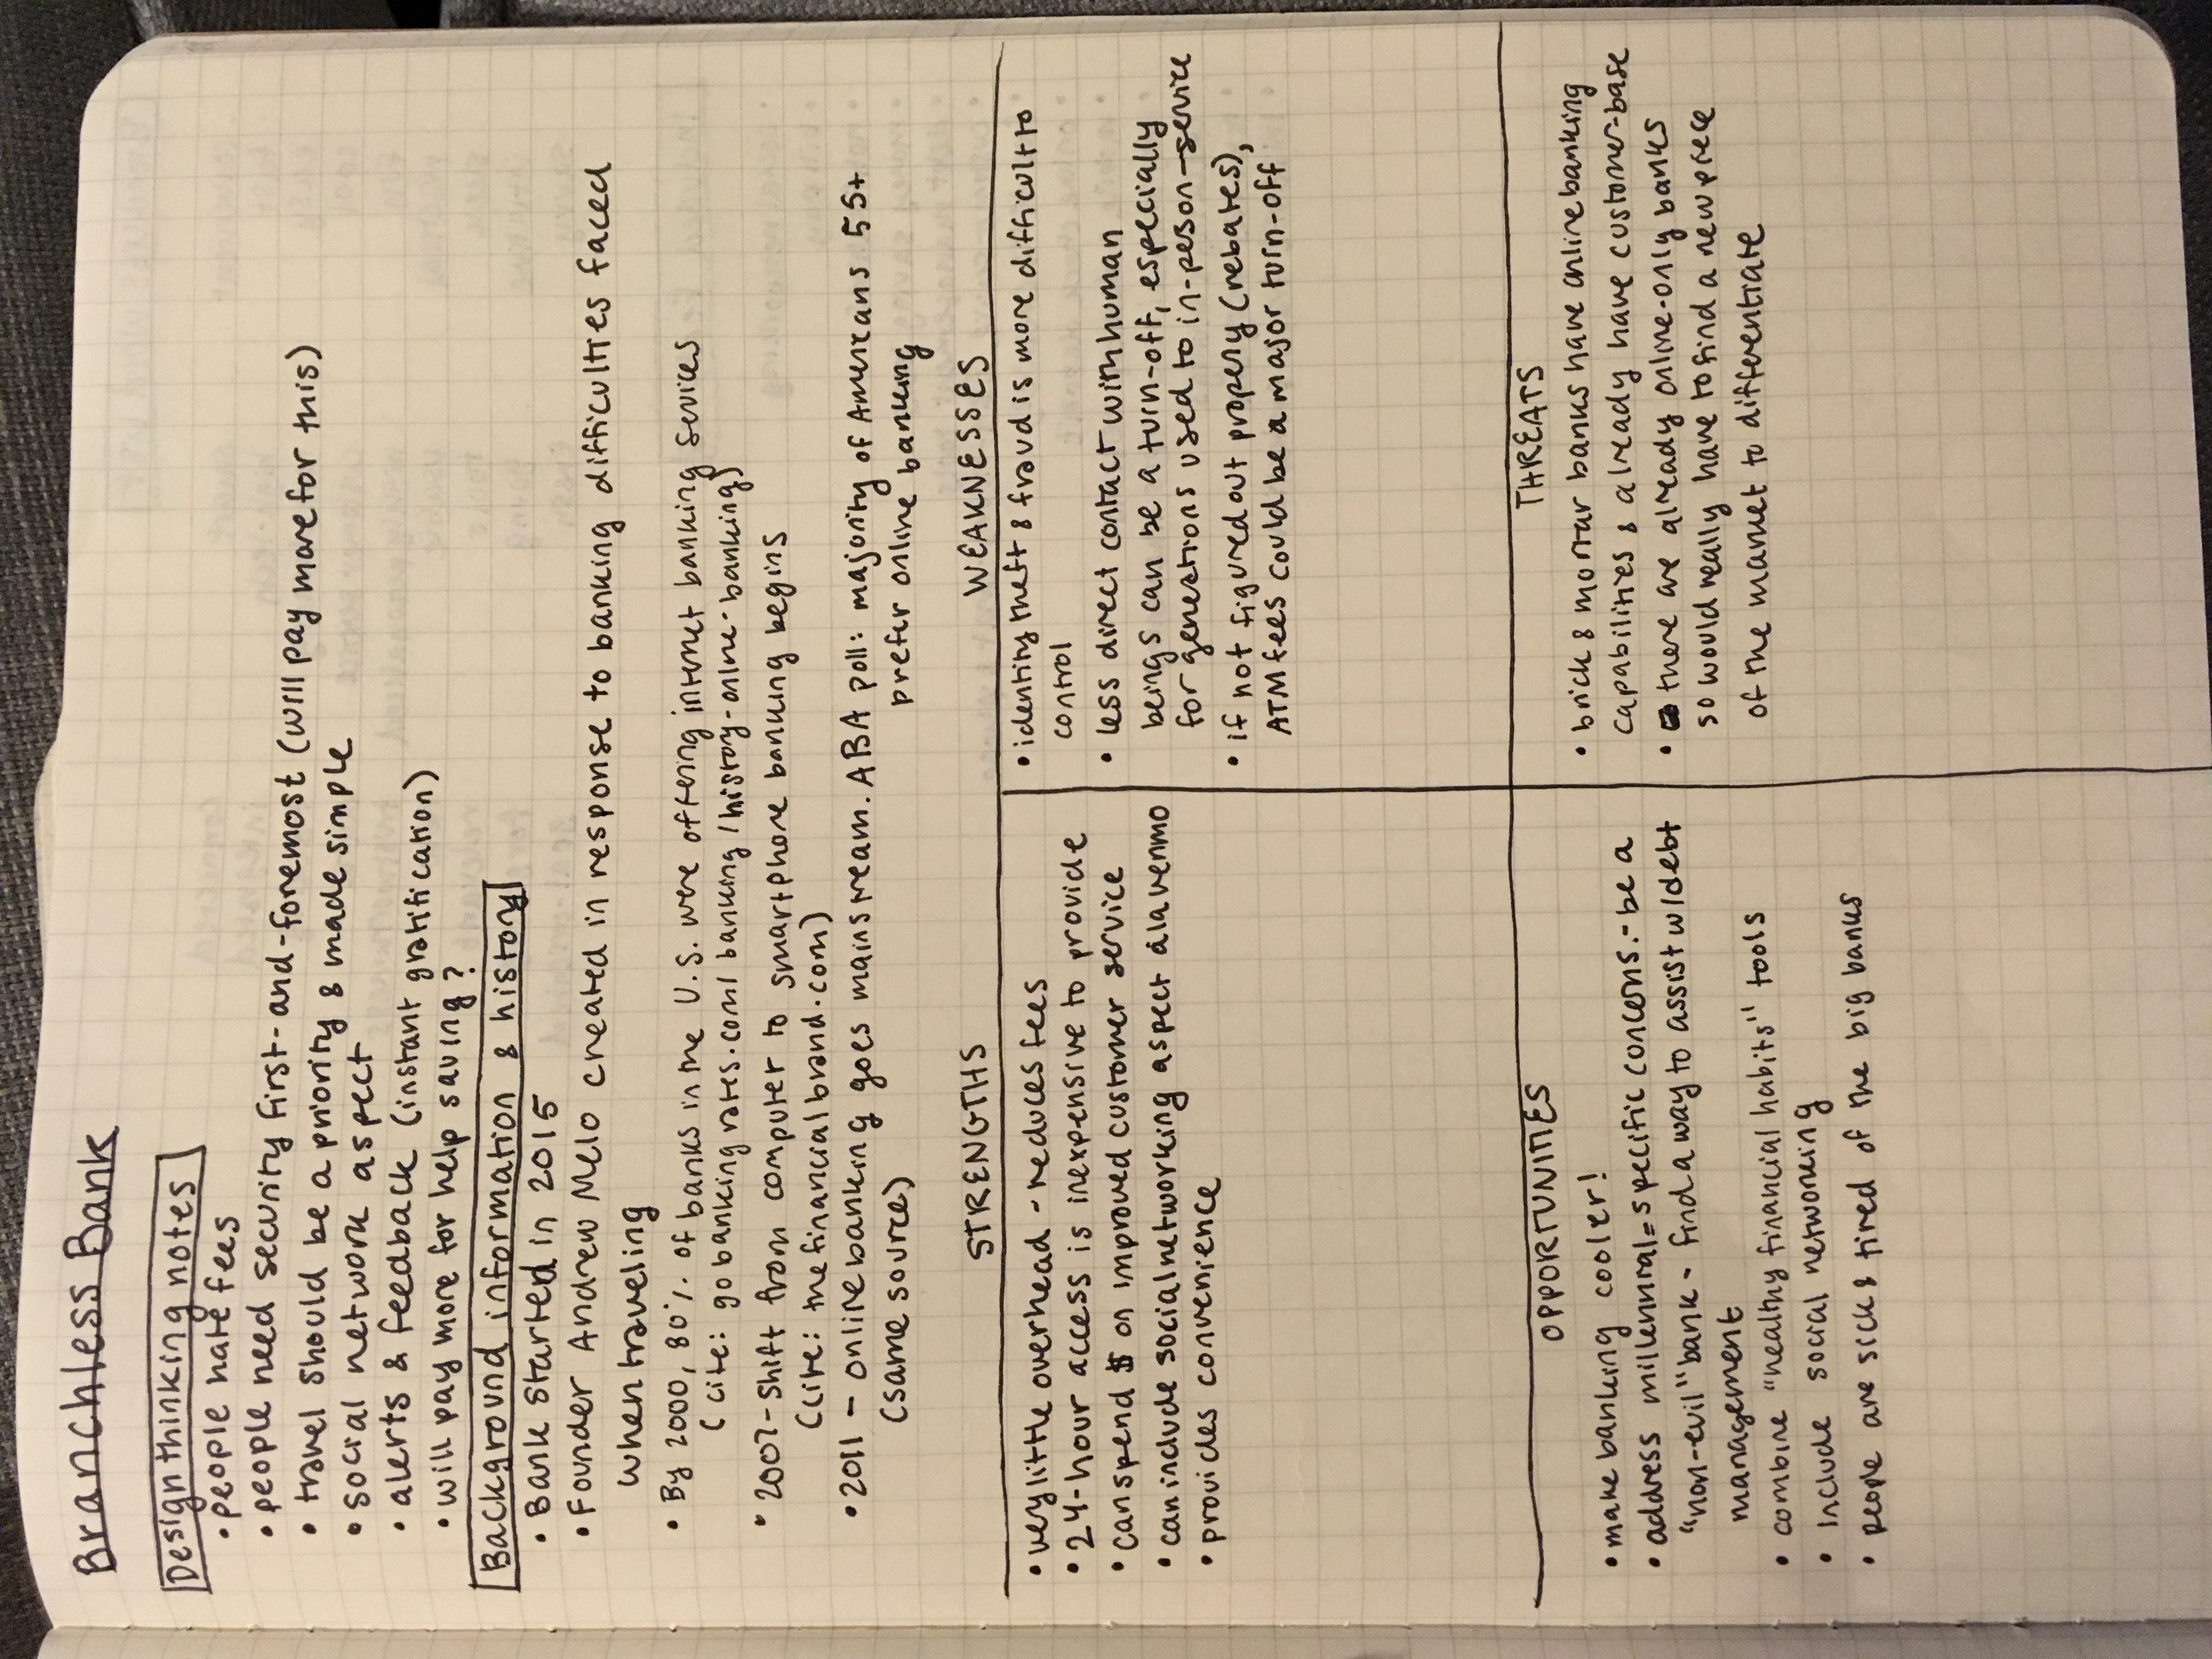 Branchless Bank
Design thinking notes
• people hate fees
• people need security first-and-foremost (will pay more for this)
• travel should be a priority & made simple
• social network aspect
• alerts & feedback (instant gratification)
• will pay more for help saving?
Background information & history
• Bank started in 2015
• Founder Andrew Melo created in response to banking difficulties faced
when traveling
• By 2000, 80%. of banks in the U.S. were offering internet banking sevices
(cite: gobankingrates.com/banking/history-online-banking)
• 2007-shift from computer to smartphone banking begins
(cite: thefinancialbrand.com)
• 2011 - online banking goes mainstream. ABA poll: majority of Americans 55+
(same source) prefer online banking
STRENGTHS
• very little overhead - reduces fees
• 24-hour access is inexpensive to provide
• can spend $ on improved customer service
• can include social networking aspect á la venmo
• provides convenience
WEAKNESSES
• identity theft & fraud is more difficult to
control
• less direct contact with human
beings can be a turn-off, especially
for generations used to in-peson-service
• if not figured out propery (rebates),
ATM fees could be a major turn-off
OPPORTUNITIES
• make banking cooler!
• address millennial=specific concerns.- be a
"non-evil" bank - find a way to assist w/debt
management
• combine "healthy financial habits" tools
• Include social networking
• people are sick & tired of the big banks
THREATS
• brick & mortar banks have online banking
capabilities & already have customer-base
• there are already online-only banks
so would really have to find a new piece
of the market to differentiate